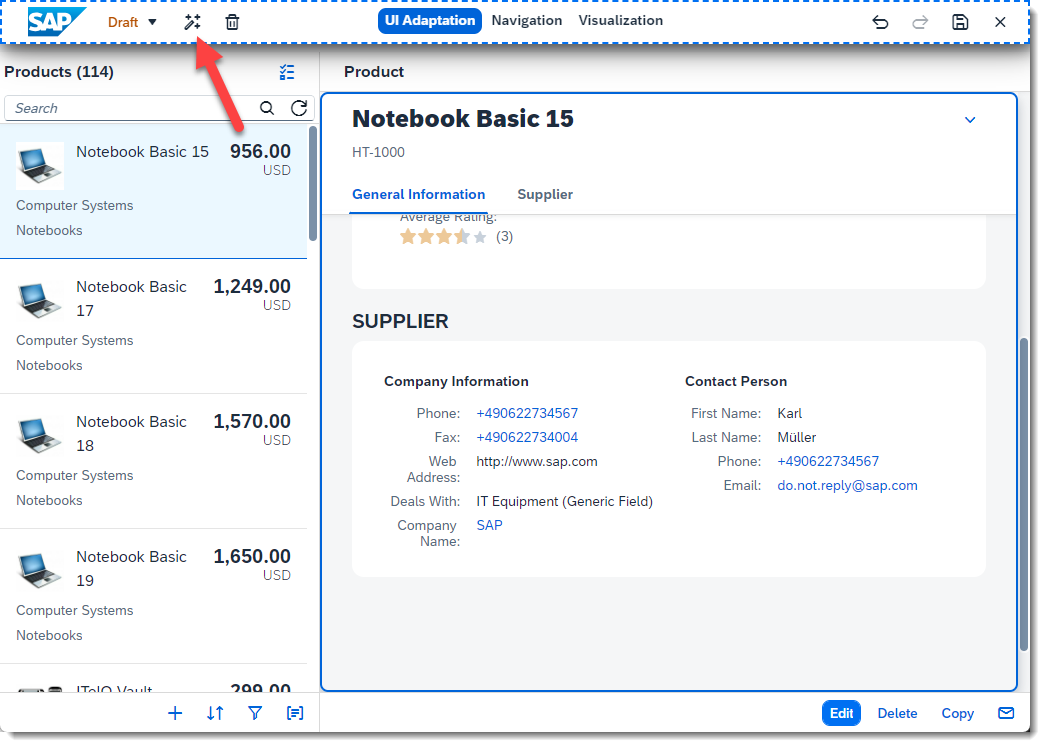 SAP
Draft
UI Adaptation
Navigation
Visualization
Products (114)
Search
Notebook Basic 15
956.00
USD
Computer Systems
Notebooks
Notebook Basic
17
1,249.00
USD
Computer Systems
Notebooks
Notebook Basic
18
1,570.00
USD
Computer Systems
Notebooks
Notebook Basic
19
1,650.00
USD
Computer Systems
Notebooks
ITelO Vault
299.00
Product
Notebook Basic 15
HT-1000
General Information
Supplier
Average Rating:
(3)
SUPPLIER
Company Information
Phone: +490622734567
Fax: +490622734004
Web
Address:
http://www.sap.com
Deals With: IT Equipment (Generic Field)
Company
Name:
SAP
Contact Person
First Name: Karl
Last Name: Müller
Phone: +490622734567
Email: do.not.reply@sap.com
Edit
Delete
Copy